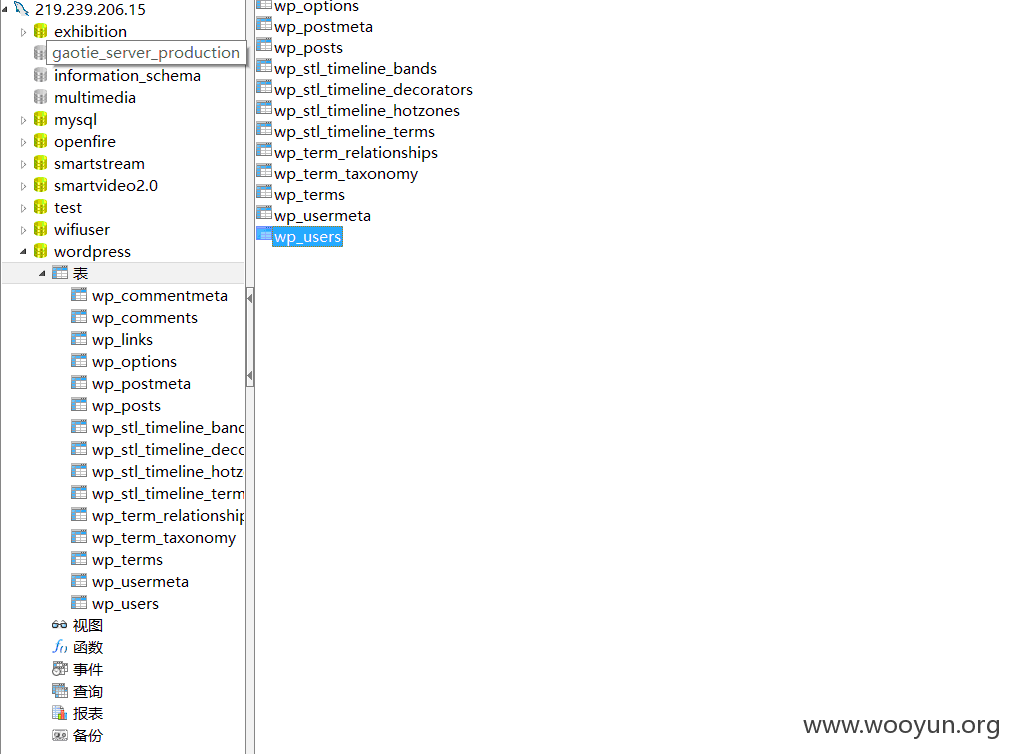 219.239.206.15
exhibition
gaotie_server_production
information_schema
multimedia
mysql
openfire
smartstream
smartvideo2.0
test
wifiuser
wordpress
表
wp_commentmeta
wp_comments
wp_links
wp_options
wp_postmeta
wp_posts
wp_stl_timeline_banc
wp_stl_timeline_decc
wp_stl_timeline_hotz
wp_stl_timeline_term
wp_term_relationship
wp_term_taxonomy
wp_terms
wp_usermeta
wp_users
视图
函数
事件
查询
报表
备份
wp_options
wp_postmeta
wp_posts
wp_stl_timeline_bands
wp_stl_timeline_decorators
wp_stl_timeline_hotzones
wp_stl_timeline_terms
wp_term_relationships
wp_term_taxonomy
wp_terms
wp_usermeta
wp_users
www.wooyun.org